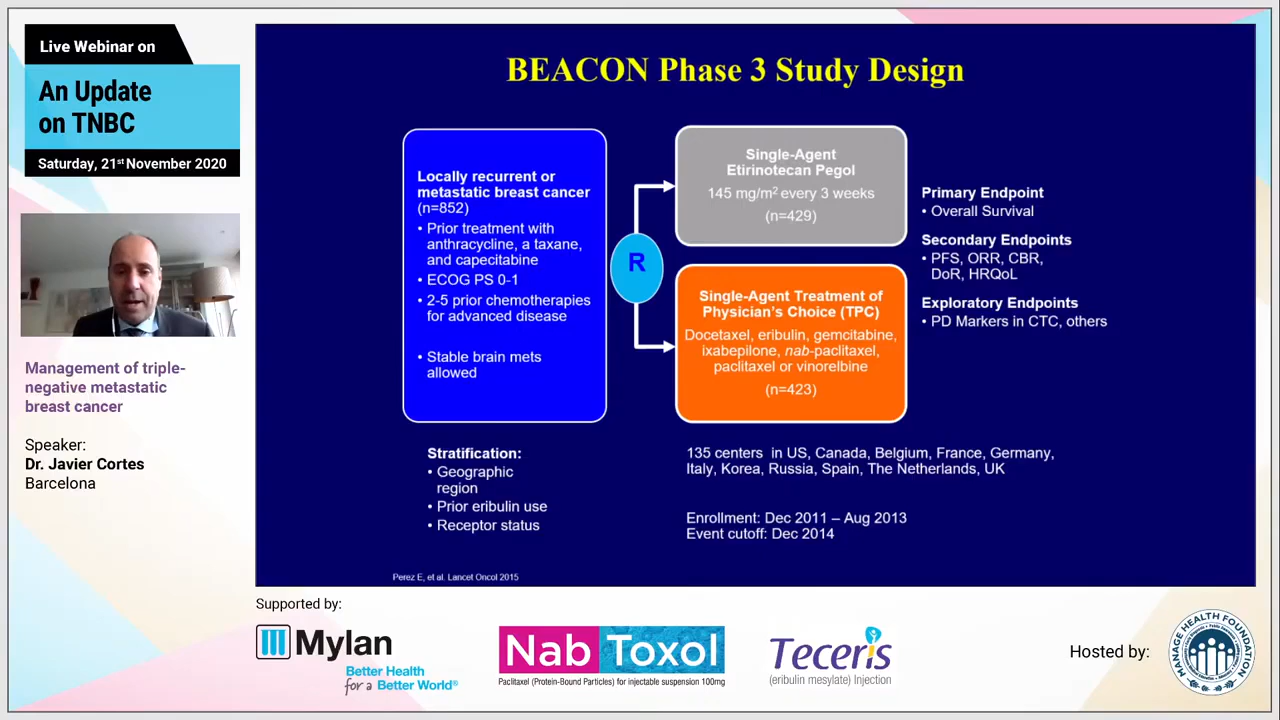 Live Webinar on
An Update
on TNBC
Saturday, 21st November 2020
Management of triple-
negative metastatic
breast cancer
Speaker:
Dr. Javier Cortes
Barcelona
BEACON Phase 3 Study Design
Locally recurrent or
metastatic breast cancer
(n=852)
• Prior treatment with
anthracycline, a taxane,
and capecitabine
• ECOG PS 0-1
• 2-5 prior chemotherapies
for advanced disease
• Stable brain mets
allowed
R
Single-Agent
Etirinotecan Pegol
145 mg/m2 every 3 weeks
(n=429)
Single-Agent Treatment of
Physician's Choice (TPC)
Docetaxel, eribulin, gemcitabine,
ixabepilone, nab-paclitaxel,
paclitaxel or vinorelbine
(n=423)
Primary Endpoint
• Overall Survival
Secondary Endpoints
• PFS, ORR, CBR,
DoR, HRQoL
Exploratory Endpoints
• PD Markers in CTC, others
Stratification:
• Geographic
region
• Prior eribulin use
• Receptor status
135 centers in US, Canada, Belgium, France, Germany,
Italy, Korea, Russia, Spain, The Netherlands, UK
Enrollment: Dec 2011 – Aug 2013
Event cutoff: Dec 2014
Perez E, et al. Lancet Oncol 2015
Supported by:
Mylan
Better Health
for a Better World®
Nab Toxol
Paclitaxel (Protein-Bound Particles) for injectable suspension 100mg
Teceris
(eribulin mesylate) Injection
Hosted by:
MANAGE HEALTH FOUNDATION